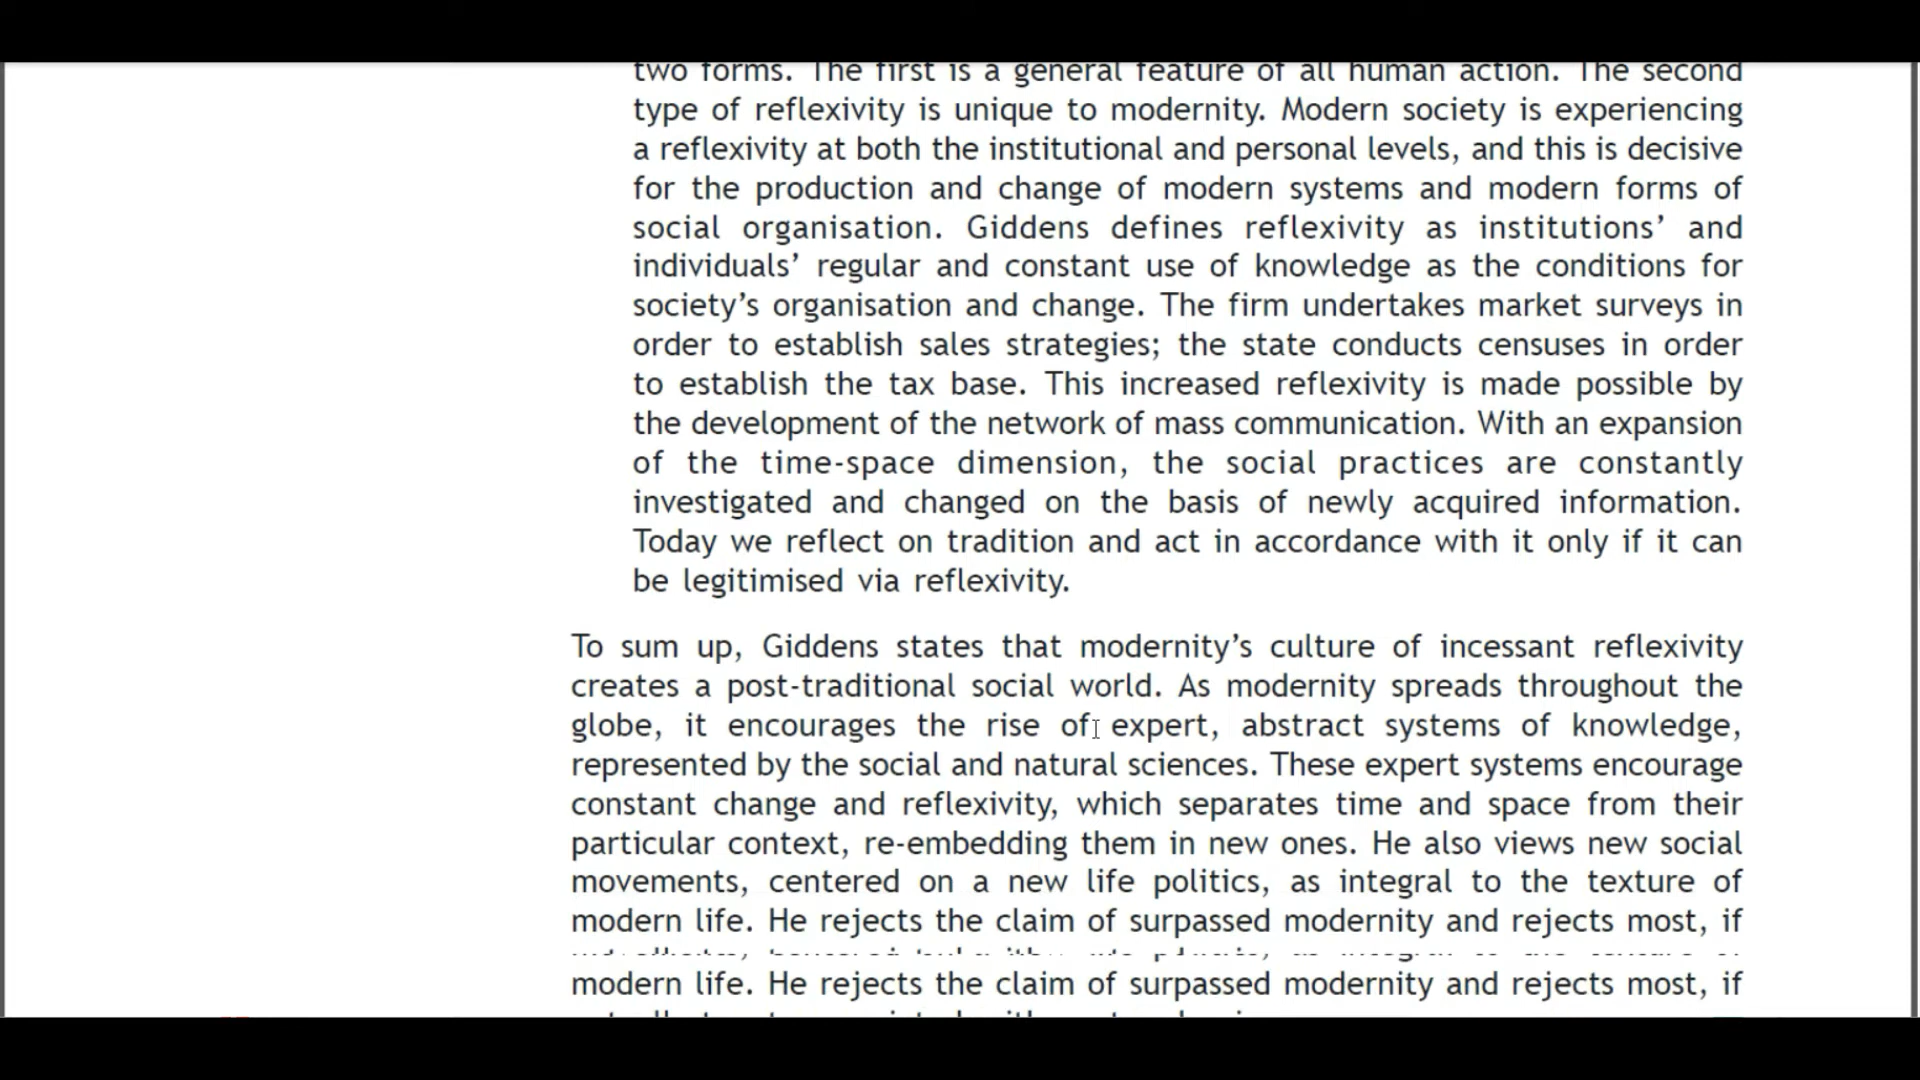 two forms. The first is a general feature of all human action. The second
type of reflexivity is unique to modernity. Modern society is experiencing
a reflexivity at both the institutional and personal levels, and this is decisive
for the production and change of modern systems and modern forms of
social organisation. Giddens defines reflexivity as institutions’ and
individuals’ regular and constant use of knowledge as the conditions for
society’s organisation and change. The firm undertakes market surveys in
order to establish sales strategies; the state conducts censuses in order
to establish the tax base. This increased reflexivity is made possible by
the development of the network of mass communication. With an expansion
of the time-space dimension, the social practices are constantly
investigated and changed on the basis of newly acquired information.
Today we reflect on tradition and act in accordance with it only if it can
be legitimised via reflexivity.
To sum up, Giddens states that modernity’s culture of incessant reflexivity
creates a post-traditional social world. As modernity spreads throughout the
globe, it encourages the rise of expert, abstract systems of knowledge,
represented by the social and natural sciences. These expert systems encourage
constant change and reflexivity, which separates time and space from their
particular context, re-embedding them in new ones. He also views new social
movements, centered on a new life politics, as integral to the texture of
modern life. He rejects the claim of surpassed modernity and rejects most, if
modern life. He rejects the claim of surpassed modernity and rejects most, if